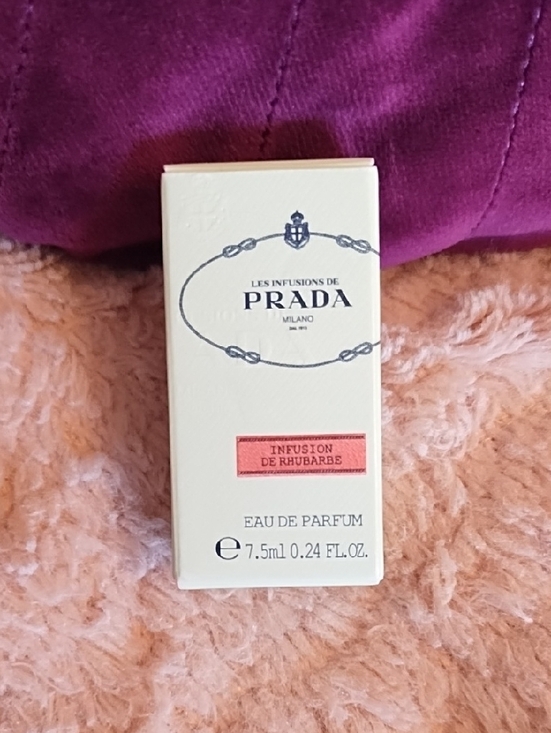 LES INFUSIONS DE
PRADA
MILANO
DAL 1913
INFUSION
DE RHUBARBE
EAU DE PARFUM
e 7.5ml 0.24 FL.OZ.